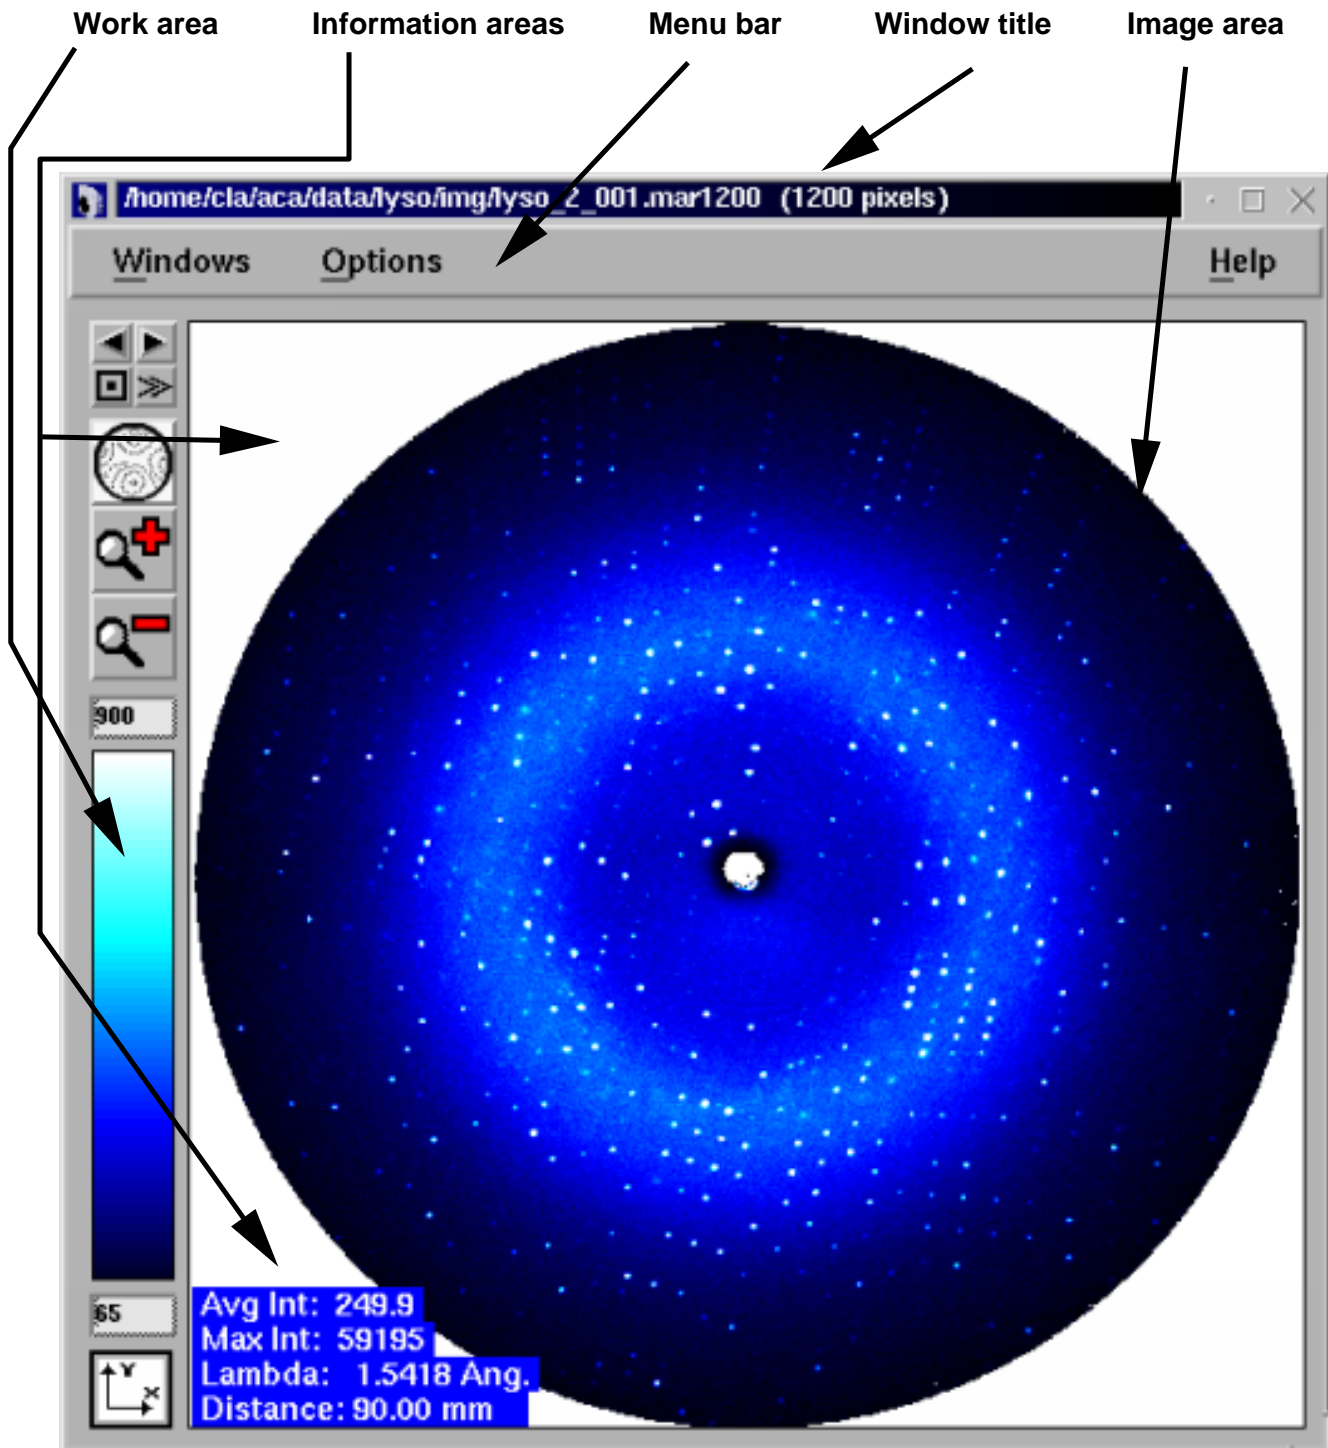 Work area Information areas Menu bar Window title Image area
/home/cla/aca/data/lyso/img/lyso_2_001.mar1200 (1200 pixels)
Windows Options Help
900
65
Avg Int: 249.9
Max Int: 59195
Lambda: 1.5418 Ang.
Distance: 90.00 mm
Y
X